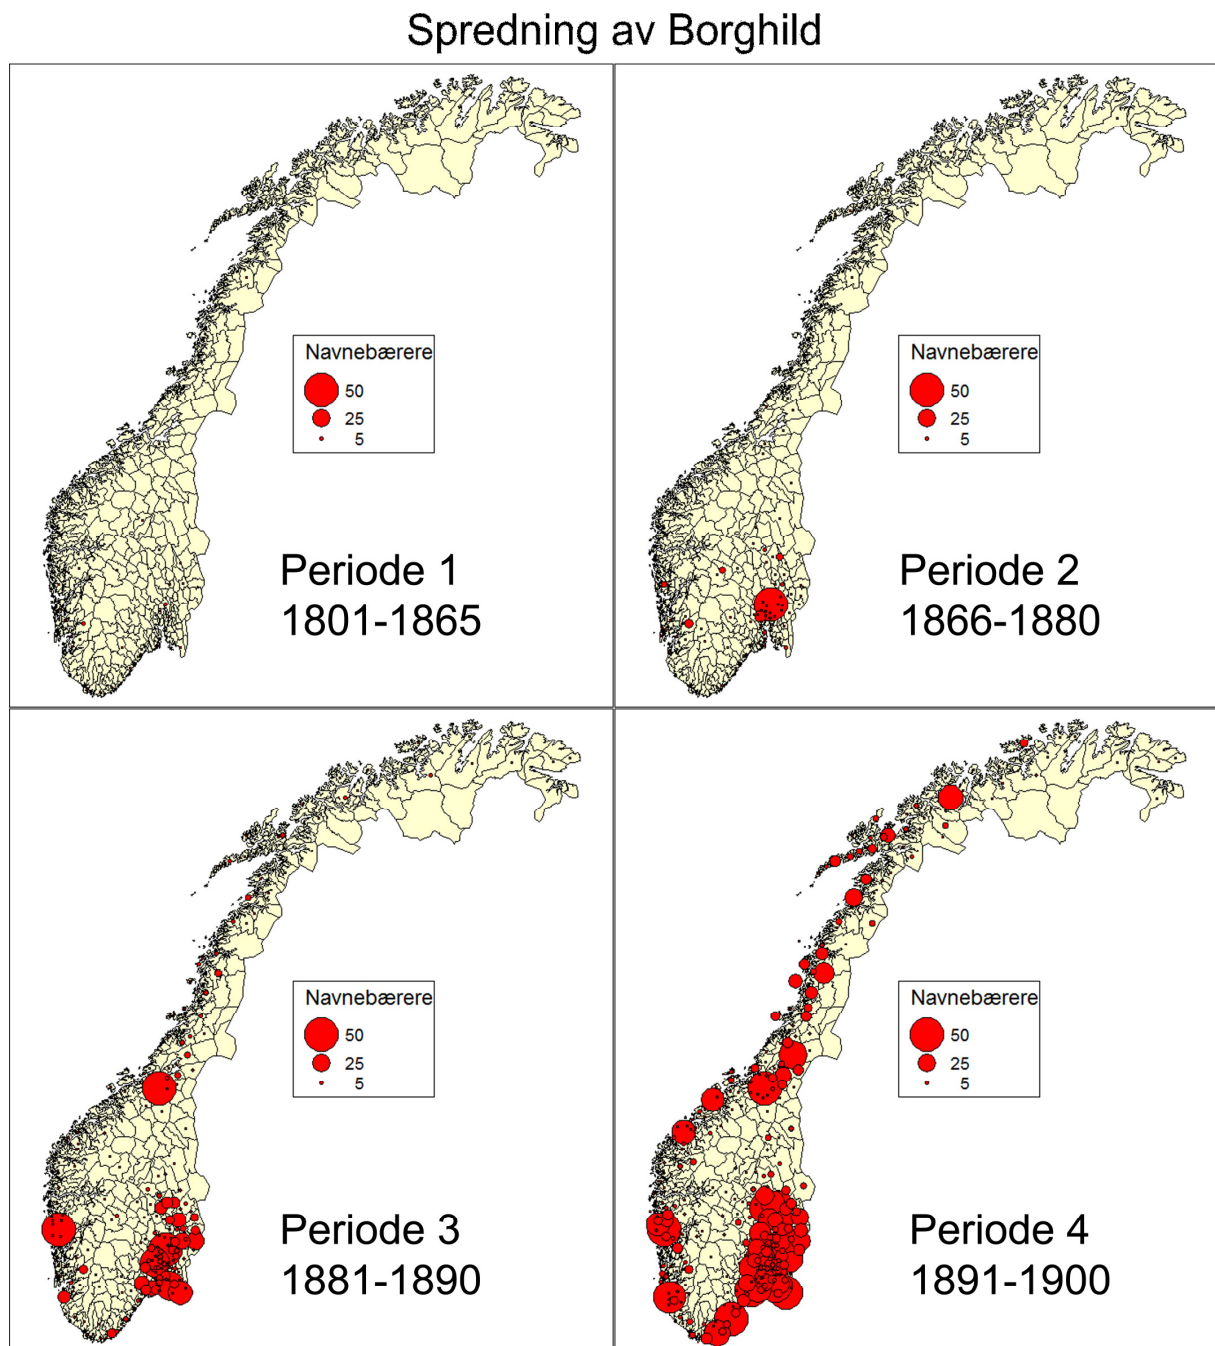 Spredning av Borghild
Navnebærere
50
25
5
Periode 1
1801-1865
Navnebærere
50
25
5
Periode 2
1866-1880
Navnebærere
50
25
5
Periode 3
1881-1890
Navnebærere
50
25
5
Periode 4
1891-1900